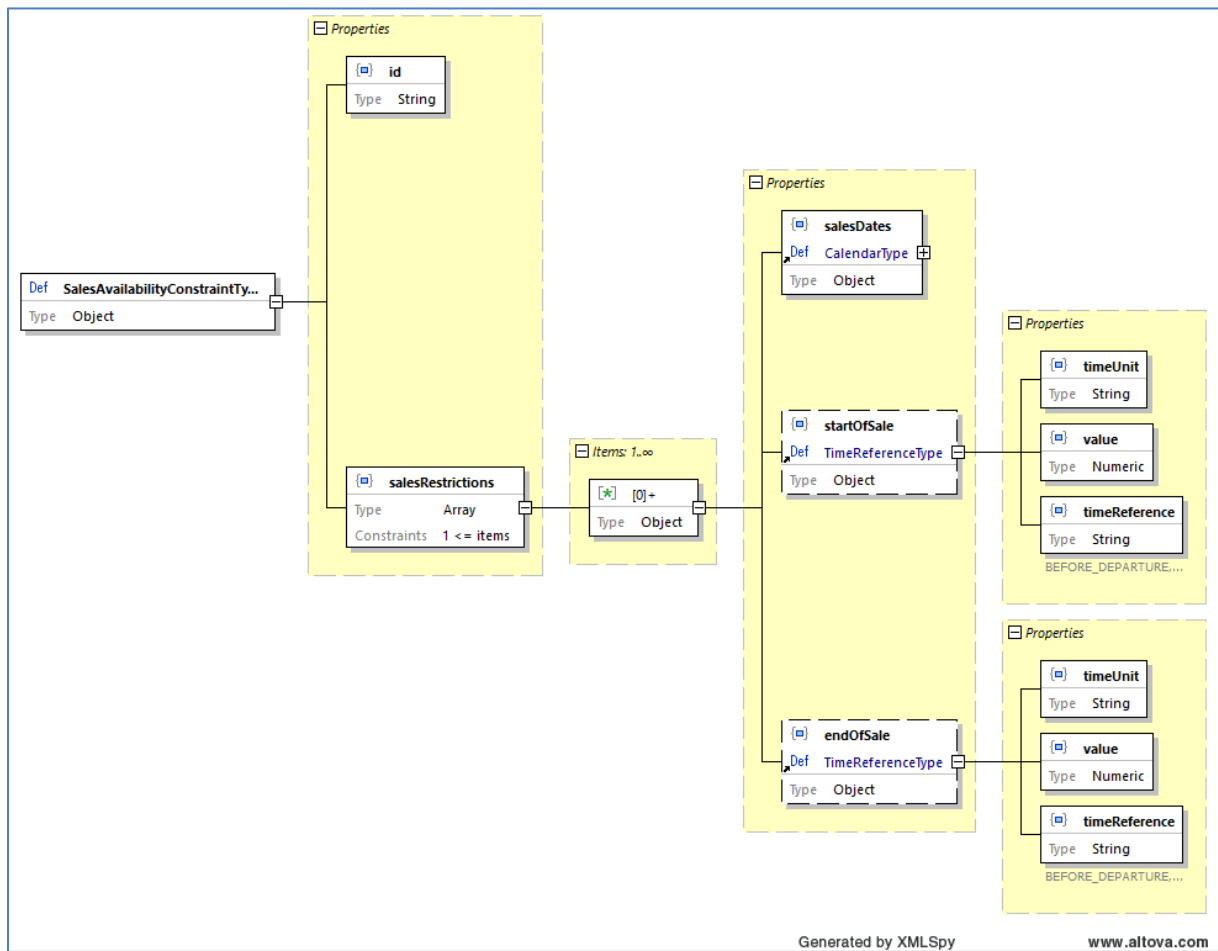 Properties
{} id
Type String
Def SalesAvailabilityConstraintTy...
Type Object
{} salesRestrictions
Type Array
Constraints 1 <= items
Items: 1..∞
[*] [0]+
Type Object
Properties
{} salesDates
Def CalendarType
Type Object
{} startOfSale
Def TimeReferenceType
Type Object
{} endOfSale
Def TimeReferenceType
Type Object
Properties
{} timeUnit
Type String
{} value
Type Numeric
{} timeReference
Type String
BEFORE_DEPARTURE,...
Properties
{} timeUnit
Type String
{} value
Type Numeric
{} timeReference
Type String
BEFORE_DEPARTURE,...
Generated by XMLSpy www.altova.com